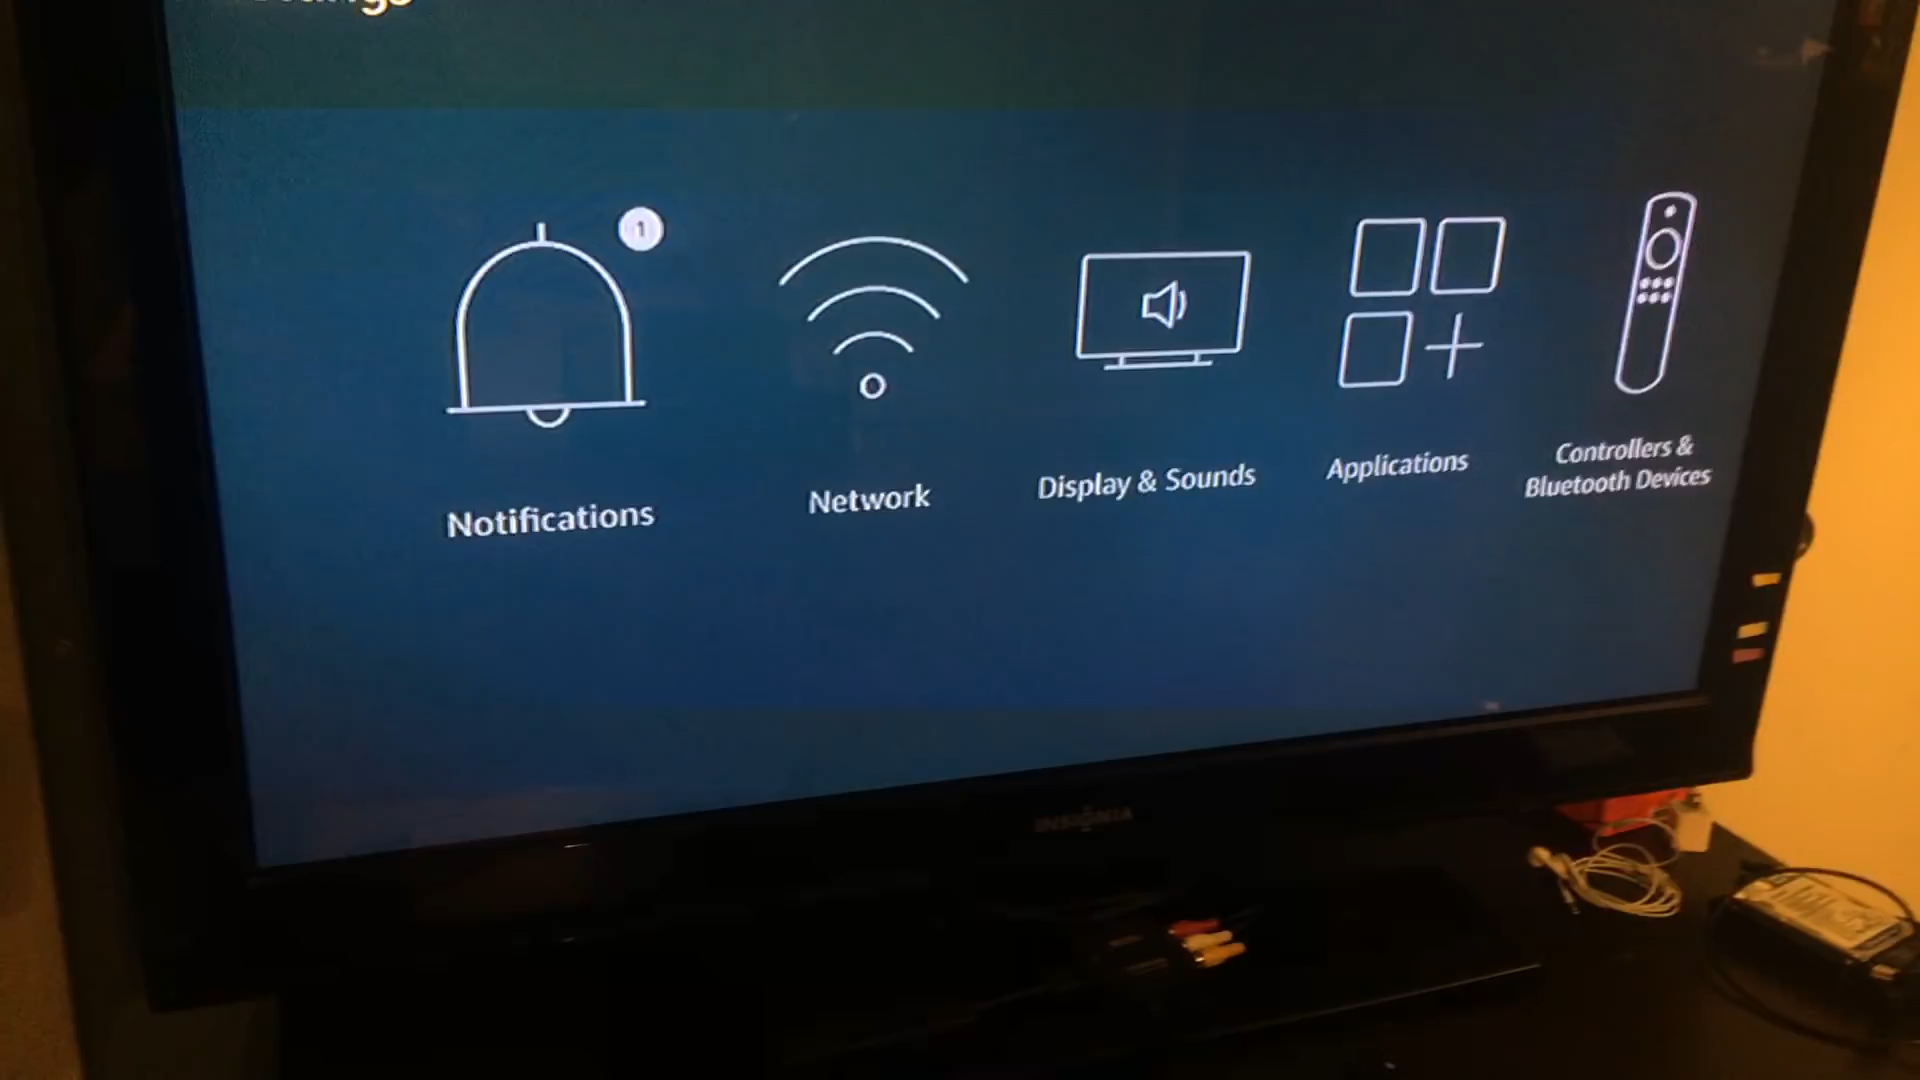 1
Notifications
Network
Display & Sounds
Applications
Controllers &
Bluetooth Devices
INSIGNIA